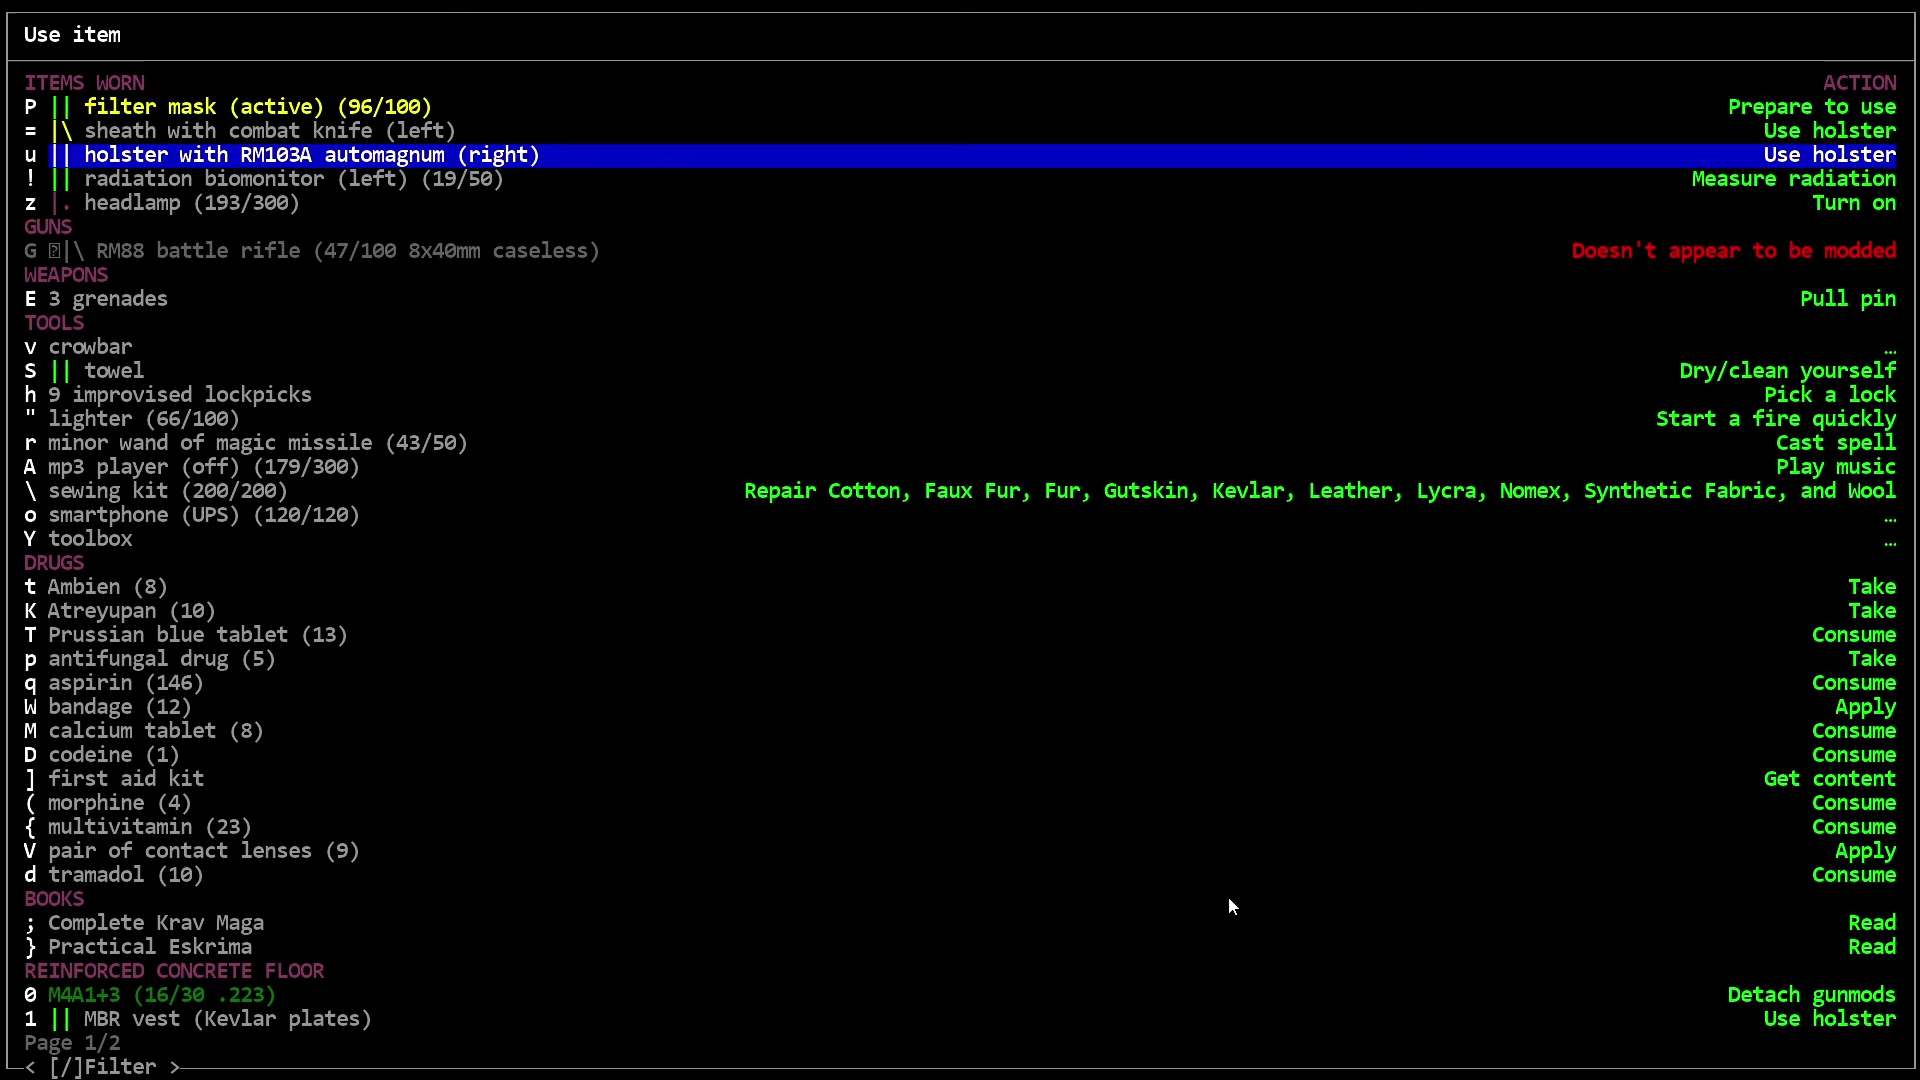 Use item
ITEMS WORN ACTION
P || filter mask (active) (96/100) Prepare to use
= |\ sheath with combat knife (left) Use holster
u || holster with RM103A automagnum (right) Use holster
! || radiation biomonitor (left) (19/50) Measure radiation
z |. headlamp (193/300) Turn on
GUNS
G |\ RM88 battle rifle (47/100 8x40mm caseless) Doesn't appear to be modded
WEAPONS
E 3 grenades Pull pin
TOOLS
v crowbar …
S || towel Dry/clean yourself
h 9 improvised lockpicks Pick a lock
" lighter (66/100) Start a fire quickly
r minor wand of magic missile (43/50) Cast spell
A mp3 player (off) (179/300) Play music
\ sewing kit (200/200) Repair Cotton, Faux Fur, Fur, Gutskin, Kevlar, Leather, Lycra, Nomex, Synthetic Fabric, and Wool
o smartphone (UPS) (120/120) …
Y toolbox …
DRUGS
t Ambien (8) Take
K Atreyupan (10) Take
T Prussian blue tablet (13) Consume
p antifungal drug (5) Take
q aspirin (146) Consume
W bandage (12) Apply
M calcium tablet (8) Consume
D codeine (1) Consume
] first aid kit Get content
( morphine (4) Consume
{ multivitamin (23) Consume
V pair of contact lenses (9) Apply
d tramadol (10) Consume
BOOKS
; Complete Krav Maga Read
} Practical Eskrima Read
REINFORCED CONCRETE FLOOR
0 M4A1+3 (16/30 .223) Detach gunmods
1 || MBR vest (Kevlar plates) Use holster
Page 1/2
< [/]Filter >